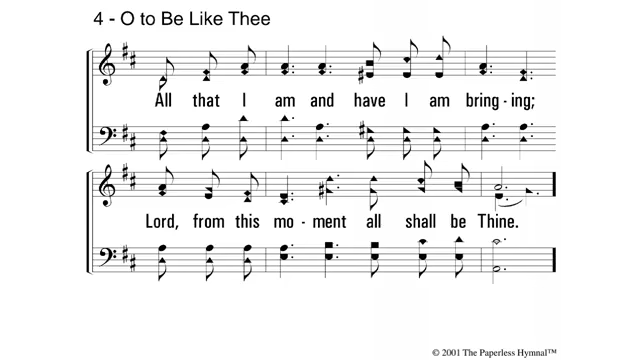 4 - O to Be Like Thee
All that I am and have I am bring - ing;
Lord, from this mo - ment all shall be Thine.
© 2001 The Paperless Hymnal™